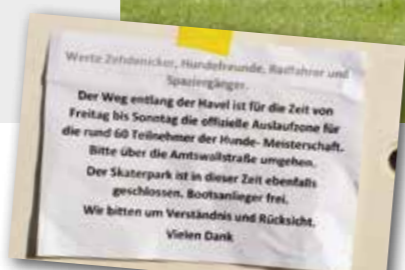 Werte Zehdenicker, Hundefreunde, Radfahrer und
Spaziergänger.
Der Weg entlang der Havel ist für die Zeit von
Freitag bis Sonntag die offizielle Auslaufzone für
die rund 60 Teilnehmer der Hunde- Meisterschaft.
Bitte über die Amtswallstraße umgehen.
Der Skaterpark ist in dieser Zeit ebenfalls
geschlossen. Bootsanlieger frei.
Wir bitten um Verständnis und Rücksicht.
Vielen Dank